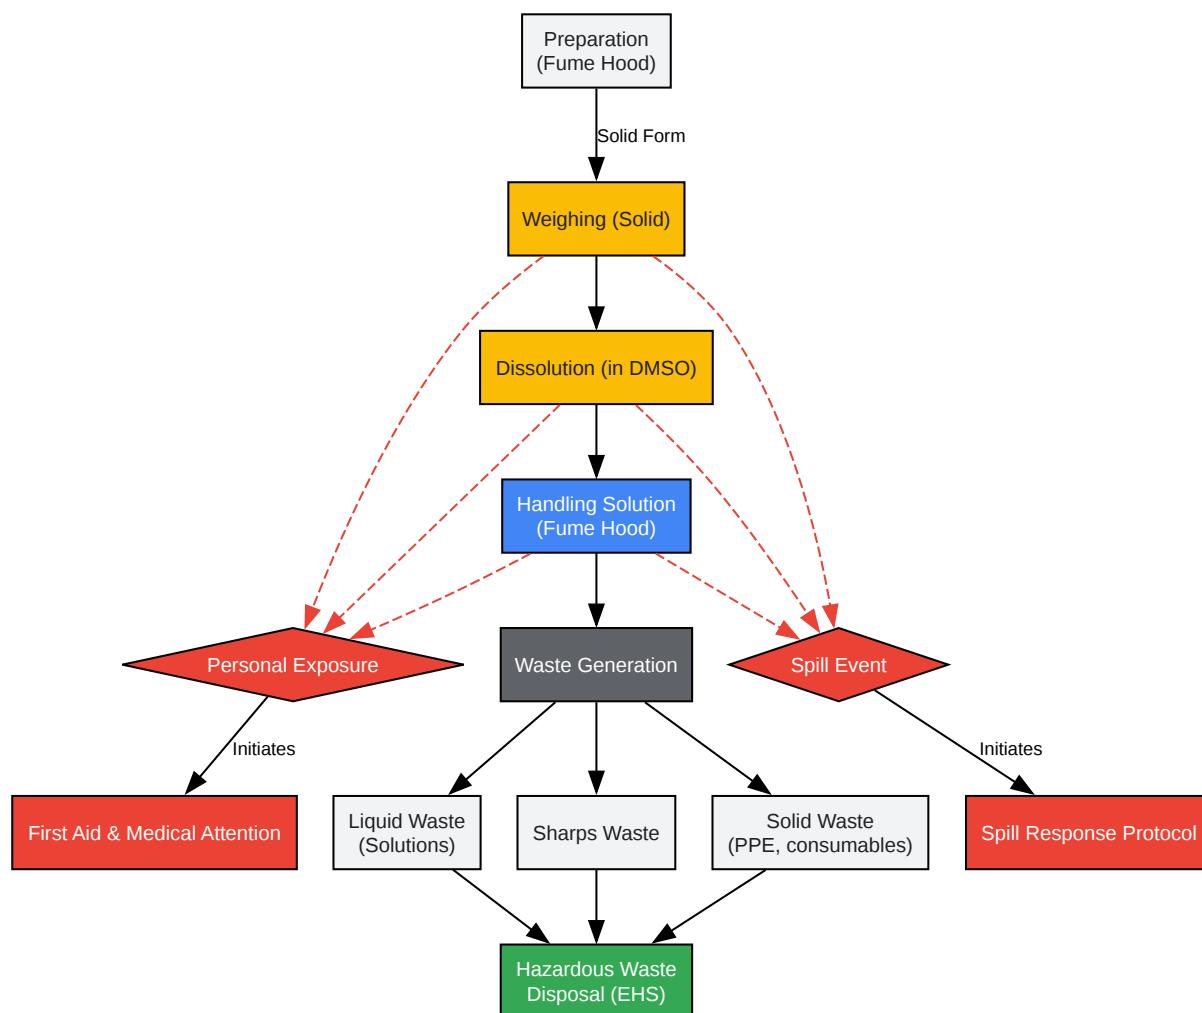 Preparation
(Fume Hood)
Solid Form
Weighing (Solid)
Dissolution (in DMSO)
Handling Solution
(Fume Hood)
Personal Exposure
Waste Generation
Spill Event
Initiates
Initiates
First Aid & Medical Attention
Liquid Waste
(Solutions)
Sharps Waste
Solid Waste
(PPE, consumables)
Spill Response Protocol
Hazardous Waste
Disposal (EHS)